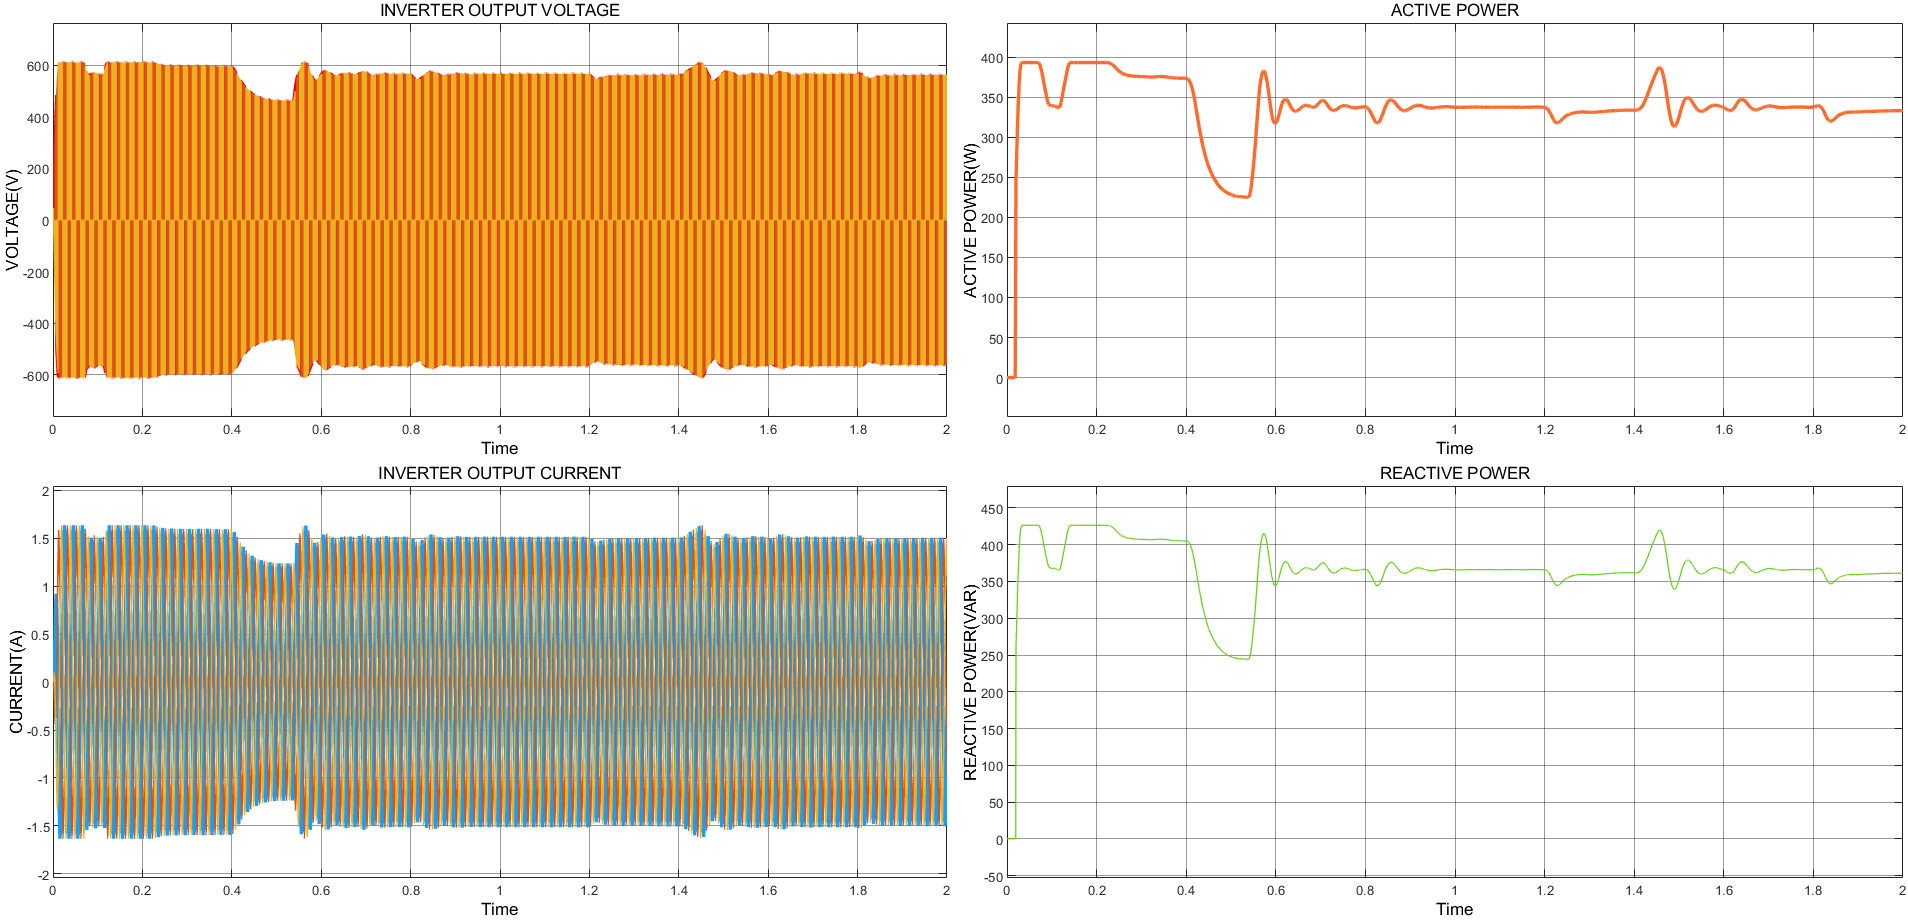 INVERTER OUTPUT VOLTAGE
VOLTAGE(V)
600
400
200
0
-200
-400
-600
0 0.2 0.4 0.6 0.8 1 1.2 1.4 1.6 1.8 2
Time
ACTIVE POWER
ACTIVE POWER(W)
400
350
300
250
200
150
100
50
0
0 0.2 0.4 0.6 0.8 1 1.2 1.4 1.6 1.8 2
Time
INVERTER OUTPUT CURRENT
CURRENT(A)
2
1.5
1
0.5
0
-0.5
-1
-1.5
-2
0 0.2 0.4 0.6 0.8 1 1.2 1.4 1.6 1.8 2
Time
REACTIVE POWER
REACTIVE POWER(VAR)
450
400
350
300
250
200
150
100
50
0
-50
0 0.2 0.4 0.6 0.8 1 1.2 1.4 1.6 1.8 2
Time